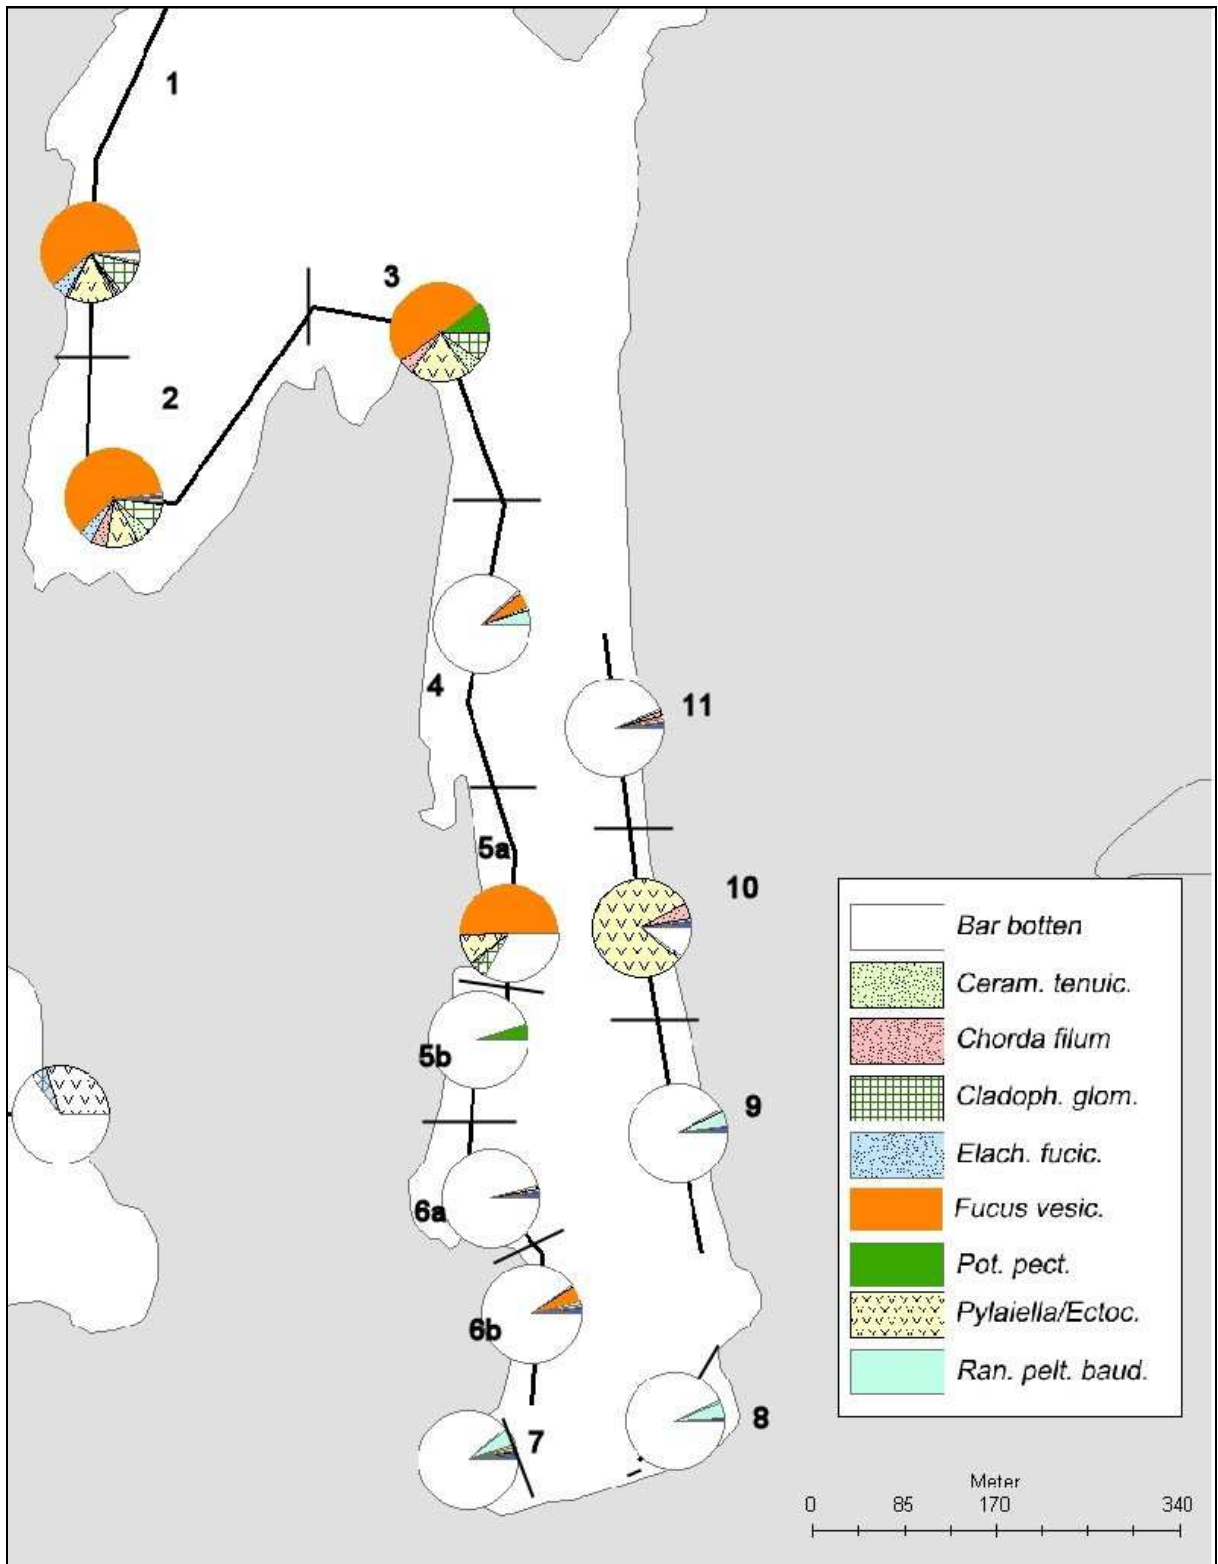 1
2
3
4
5a
5b
6a
6b
7
8
9
10
11
Bar botten
Ceram. tenuic.
Chorda filum
Cladoph. glom.
Elach. fucic.
Fucus vesic.
Pot. pect.
Pylaiella/Ectoc.
Ran. pelt. baud.
Meter
0 85 170 340